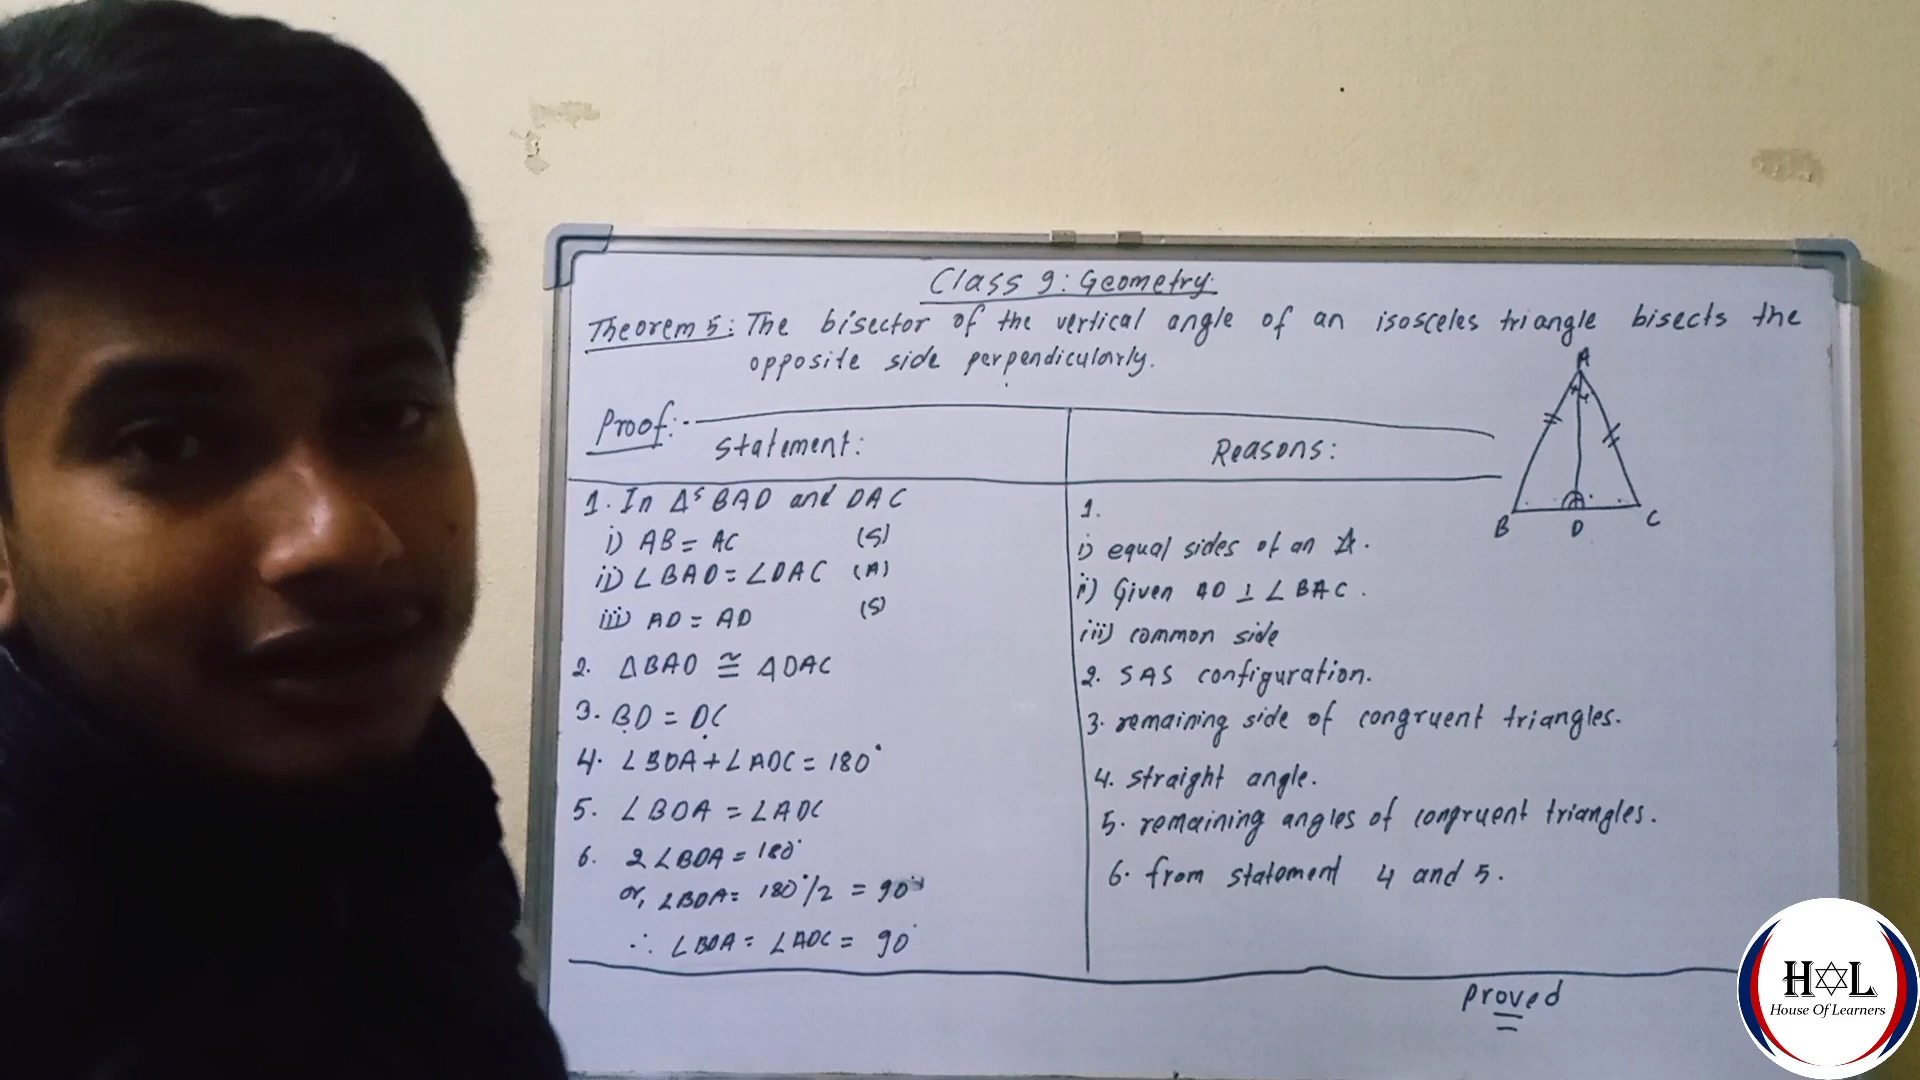 Class 9: Geometry.
Theorem 5: The bisector of the vertical angle of an isosceles triangle bisects the
opposite side perpendicularly.
Proof:-
Statement:
Reasons:
1. In Δˢ BAD and DAC
i) AB = AC (S)
ii) ∠BAD = ∠DAC (A)
iii) AD = AD (S)
2. ΔBAD ≅ ΔDAC
3. BD = DC
4. ∠BDA + ∠ADC = 180°
5. ∠BDA = ∠ADC
6. 2∠BDA = 180°
or, ∠BDA = 180°/2 = 90°
∴ ∠BDA = ∠ADC = 90°
1.
i) equal sides of an
ii) Given AD ⊥ ∠BAC.
iii) common side
2. SAS configuration.
3. remaining side of congruent triangles.
4. straight angle.
5. remaining angles of congruent triangles.
6. from statement 4 and 5.
Proved
A
B
D
C
H L
House Of Learners